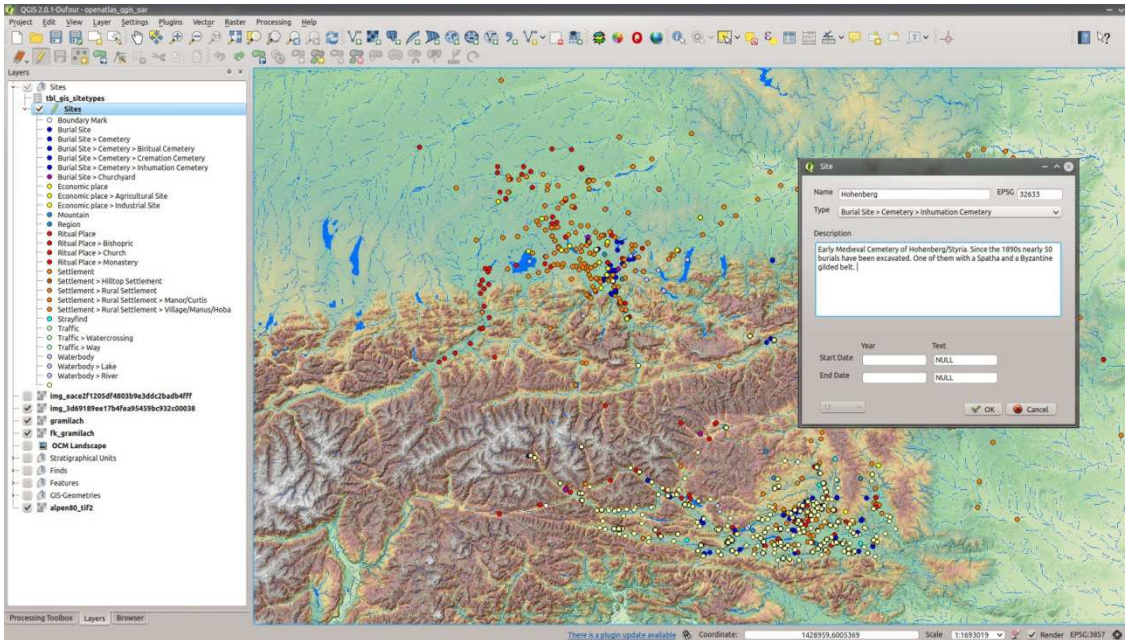 QGIS 2.0.1-Dufour - openatlas_qgis_oar
Project Edit View Layer Settings Plugins Vector Raster Processing Help
Layers
Sites
tbl_gis_sitetypes
Sites
Boundary Mark
Burial Site
Burial Site > Cemetery
Burial Site > Cemetery > Biritual Cemetery
Burial Site > Cemetery > Cremation Cemetery
Burial Site > Cemetery > Inhumation Cemetery
Burial Site > Churchyard
Economic place
Economic place > Agricultural Site
Economic place > Industrial Site
Mountain
Region
Ritual Place
Ritual Place > Bishopric
Ritual Place > Church
Ritual Place > Monastery
Settlement
Settlement > Hilltop Settlement
Settlement > Rural Settlement
Settlement > Rural Settlement > Manor/Curtis
Settlement > Rural Settlement > Village/Manus/Hoba
Strayfind
Traffic
Traffic > Watercrossing
Traffic > Way
Waterbody
Waterbody > Lake
Waterbody > River
img_eace2f1205df4803b9e3ddc2badb4fff
img_3d69189ee17b4fea95459bc932c00038
gramilach
fk_gramilach
OCM Landscape
Stratigraphical Units
Finds
Features
GIS-Geometries
alpen80_tif2
Processing Toolbox Layers Browser
Site
Name Hohenberg EPSG 32633
Type Burial Site > Cemetery > Inhumation Cemetery
Description
Early Medieval Cemetery of Hohenberg/Styria. Since the 1890s nearly 50
burials have been excavated. One of them with a Spatha and a Byzantine
gilded belt.
Year Text
Start Date NULL
End Date NULL
12
OK Cancel
There is a plugin update available Coordinate: 1428959,6005369 Scale 1:1693019 Render EPSG:3857